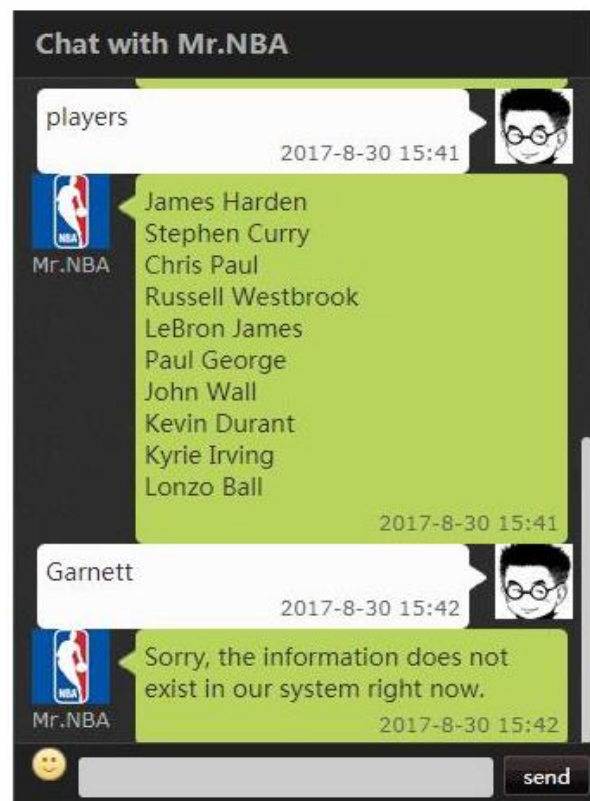 Chat with Mr.NBA
players
2017-8-30 15:41
NBA
Mr.NBA
James Harden
Stephen Curry
Chris Paul
Russell Westbrook
LeBron James
Paul George
John Wall
Kevin Durant
Kyrie Irving
Lonzo Ball
2017-8-30 15:41
Garnett
2017-8-30 15:42
NBA
Mr.NBA
Sorry, the information does not
exist in our system right now.
2017-8-30 15:42
send